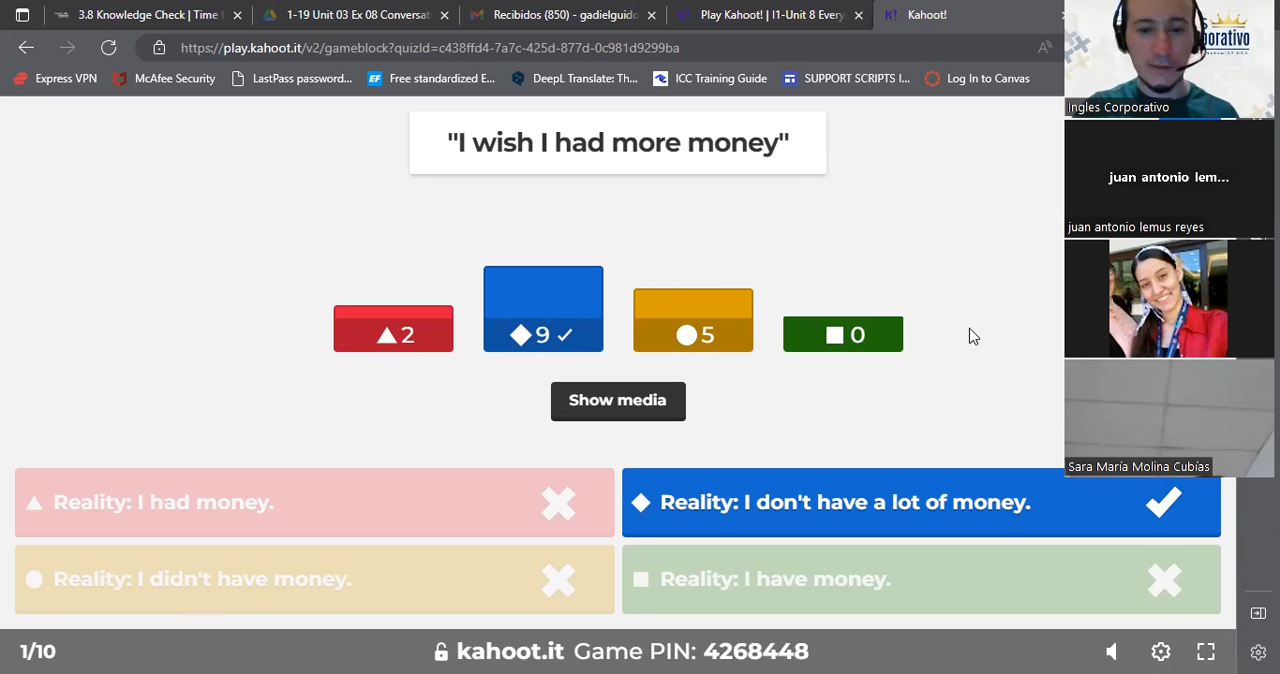 3.8 Knowledge Check | Time
1-19 Unit 03 Ex 08 Conversat
Recibidos (850) - gadielguido
Play Kahoot! | I1-Unit 8 Every
Kahoot!
https://play.kahoot.it/v2/gameblock?quizId=c438ffd4-7a7c-425d-877d-0c981d9299ba
Express VPN
McAfee Security
LastPass password...
Free standardized E...
DeepL Translate: Th...
ICC Training Guide
SUPPORT SCRIPTS I...
Log In to Canvas
"I wish I had more money"
2
9
5
0
Show media
Reality: I had money.
Reality: I don't have a lot of money.
Reality: I didn't have money.
Reality: I have money.
1/10
kahoot.it Game PIN: 4268448
Ingles Corporativo
juan antonio lem...
juan antonio lemus reyes
Sara María Molina Cubías